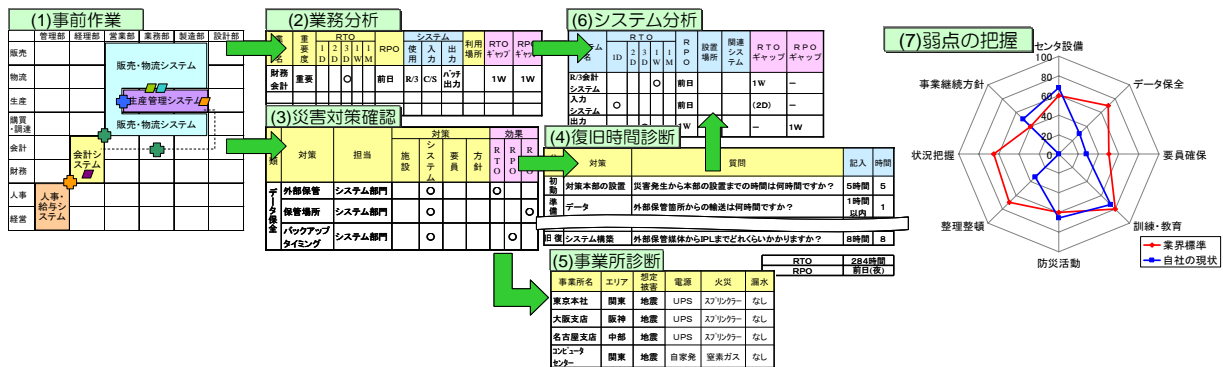 (1)事前作業
管理部 経理部 営業部 業務部 製造部 設計部
販売
物流
生産
購買・調達
会計
財務
人事
経営
販売・物流システム
生産管理システム
販売・物流システム
会計システム
人事・給与システム
(2)業務分析
重要度 RTO RPO システム 利用場所 RTOギャップ RPOギャップ
1D 2D 3D 1W 1M 使用 入力 出力
財務会計 重要 ○ 前日 R/3 C/S バッチ出力 1W 1W
(3)災害対策確認
対策 担当 対策 効果
施設 システム 要員 方針 RTO RPO
データ保全
外部保管 システム部門 ○ ○
保管場所 システム部門 ○ ○
バックアップタイミング システム部門 ○ ○
(4)復旧時間診断
対策 質問 記入 時間
初動 対策本部の設置 災害発生から本部の設置までの時間は何時間ですか? 5時間 5
準備 データ 外部保管箇所からの輸送は何時間ですか? 1時間以内 1
旧復 システム構築 外部保管媒体からIPLまでどれくらいかかりますか? 8時間 8
RTO 284時間
RPO 前日(夜)
(5)事業所診断
事業所名 エリア 想定被害 電源 火災 漏水
東京本社 関東 地震 UPS スプリンクラー なし
大阪支店 阪神 地震 UPS スプリンクラー なし
名古屋支店 中部 地震 UPS スプリンクラー なし
コンピュータセンター 関東 地震 自家発 窒素ガス なし
(6)システム分析
RTO RPO 設置場所 関連システム RTOギャップ RPOギャップ
1D 2D 3D 1W 1M
R/3会計システム ○ 前日 1W －
入力システム ○ 前日 (2D) －
出力 1W － 1W
(7)弱点の把握
センタ設備
データ保全
要員確保
訓練・教育
防災活動
整理整頓
状況把握
事業継続方針
100
80
60
40
20
0
業界標準
自社の現状